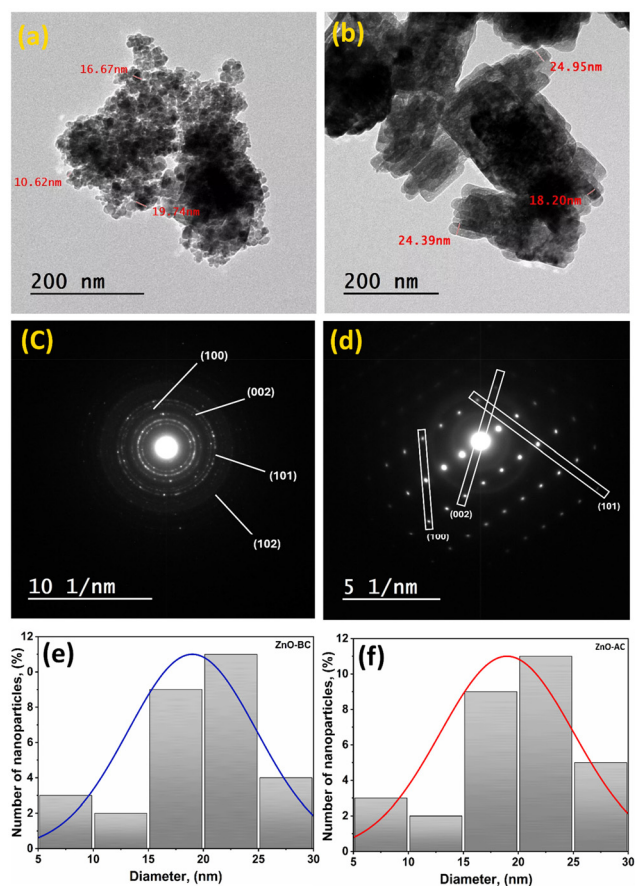 (a)
16.67nm
10.62nm
19.74nm
200 nm
(b)
24.95nm
18.20nm
24.39nm
200 nm
(C)
(100)
(002)
(101)
(102)
10 1/nm
(d)
(002)
(100)
(101)
5 1/nm
(e)
ZnO-BC
Number of nanoparticles, (%)
12
0
8
6
4
2
5 10 15 20 25 30
Diameter, (nm)
(f)
ZnO-AC
Number of nanoparticles, (%)
12
10
8
6
4
2
0
5 10 15 20 25 30
Diameter, (nm)